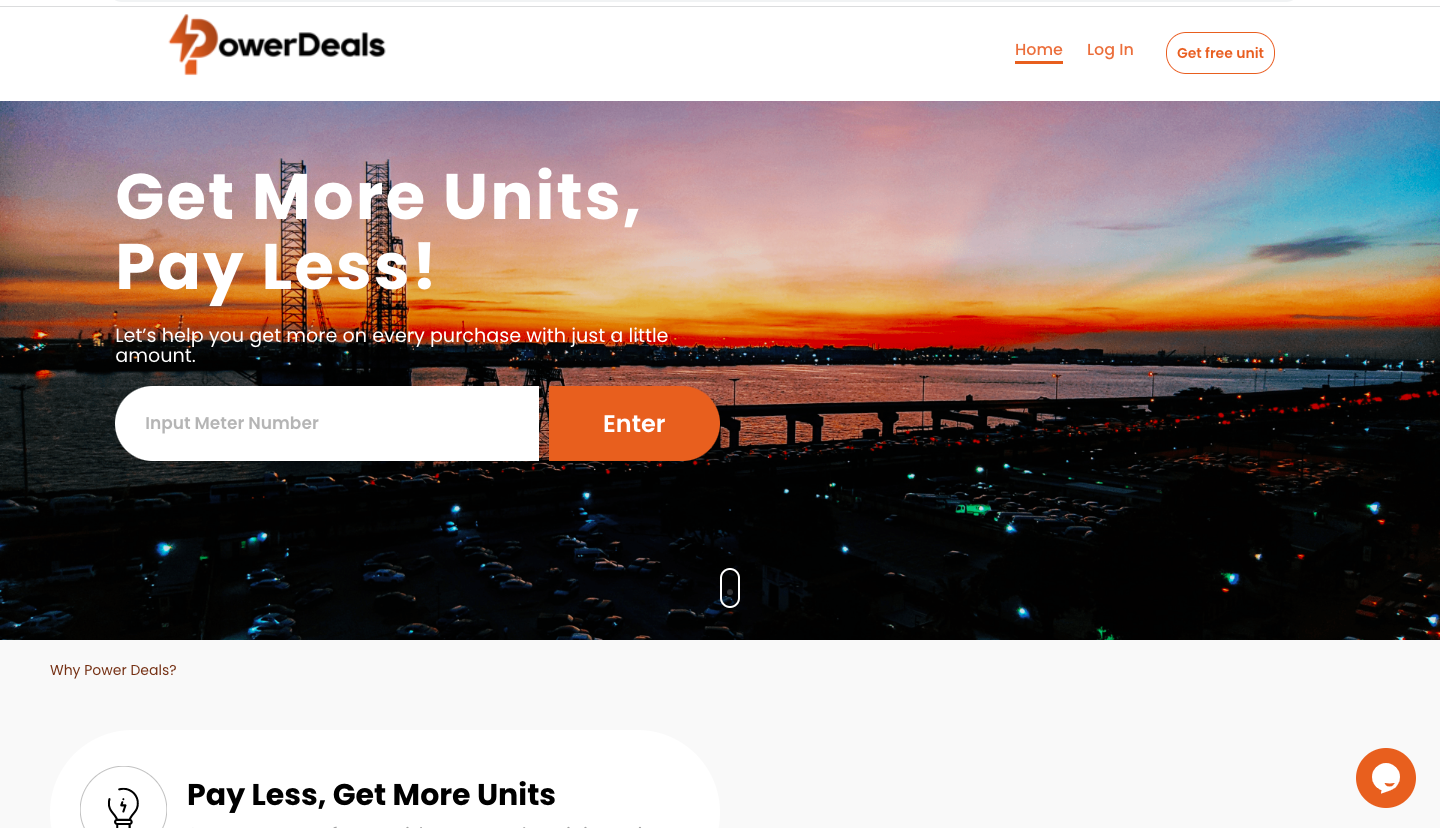 PowerDeals
Home
Log In
Get free unit
Get More Units,
Pay Less!
Let's help you get more on every purchase with just a little
amount.
Input Meter Number
Enter
Why Power Deals?
Pay Less, Get More Units